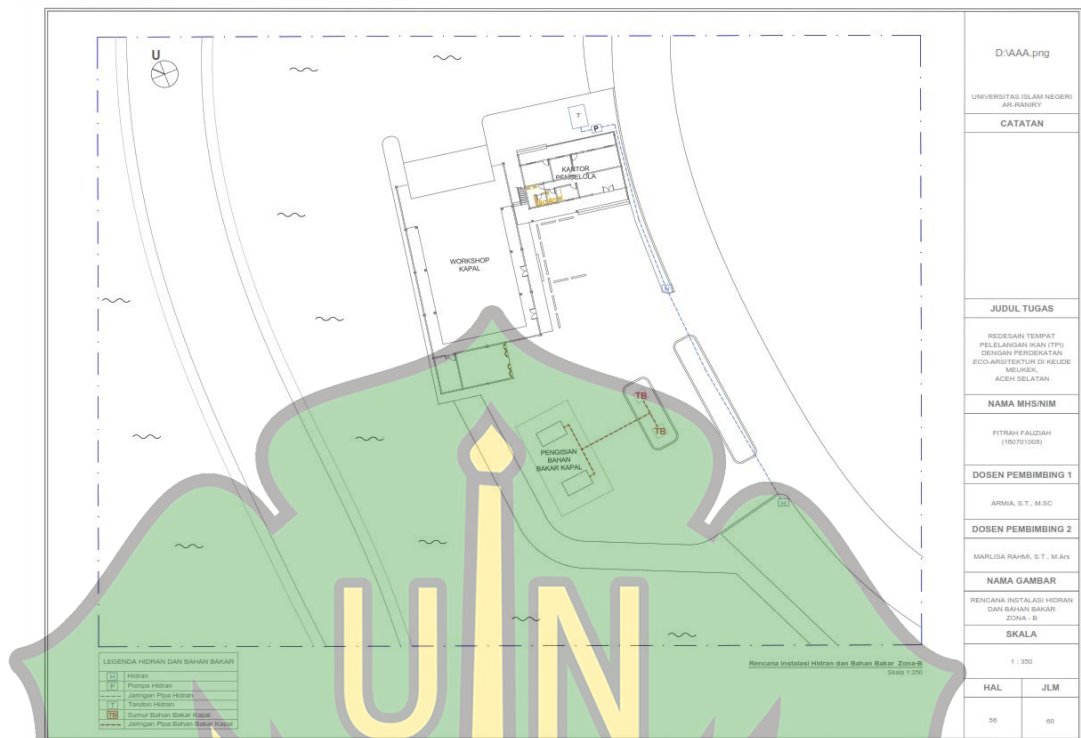 U
T
P
KANTOR
PENGELOLA
WORKSHOP
KAPAL
H
TB
TB
PENGISIAN
BAHAN
BAKAR KAPAL
H
UIN
LEGENDA HIDRAN DAN BAHAN BAKAR
H Hidran
P Pompa Hidran
Jaringan Pipa Hidran
T Tandon Hidran
TB Sumur Bahan Bakar Kapal
Jaringan Pipa Bahan Bakar Kapal
Rencana Instalasi Hidran dan Bahan Bakar Zona-B
Skala 1:350
D:\AAA.png
UNIVERSITAS ISLAM NEGERI
AR-RANIRY
CATATAN
JUDUL TUGAS
REDESAIN TEMPAT
PELELANGAN IKAN (TPI)
DENGAN PERDEKATAN
ECO-ARSITEKTUR DI KEUDE
MEUKEK,
ACEH SELATAN
NAMA MHS/NIM
FITRAH FAUZIAH
(180701008)
DOSEN PEMBIMBING 1
ARMIA, S.T., M.SC
DOSEN PEMBIMBING 2
MARLISA RAHMI, S.T., M.Ars
NAMA GAMBAR
RENCANA INSTALASI HIDRAN
DAN BAHAN BAKAR
ZONA - B
SKALA
1 : 350
HAL JLM
56 60